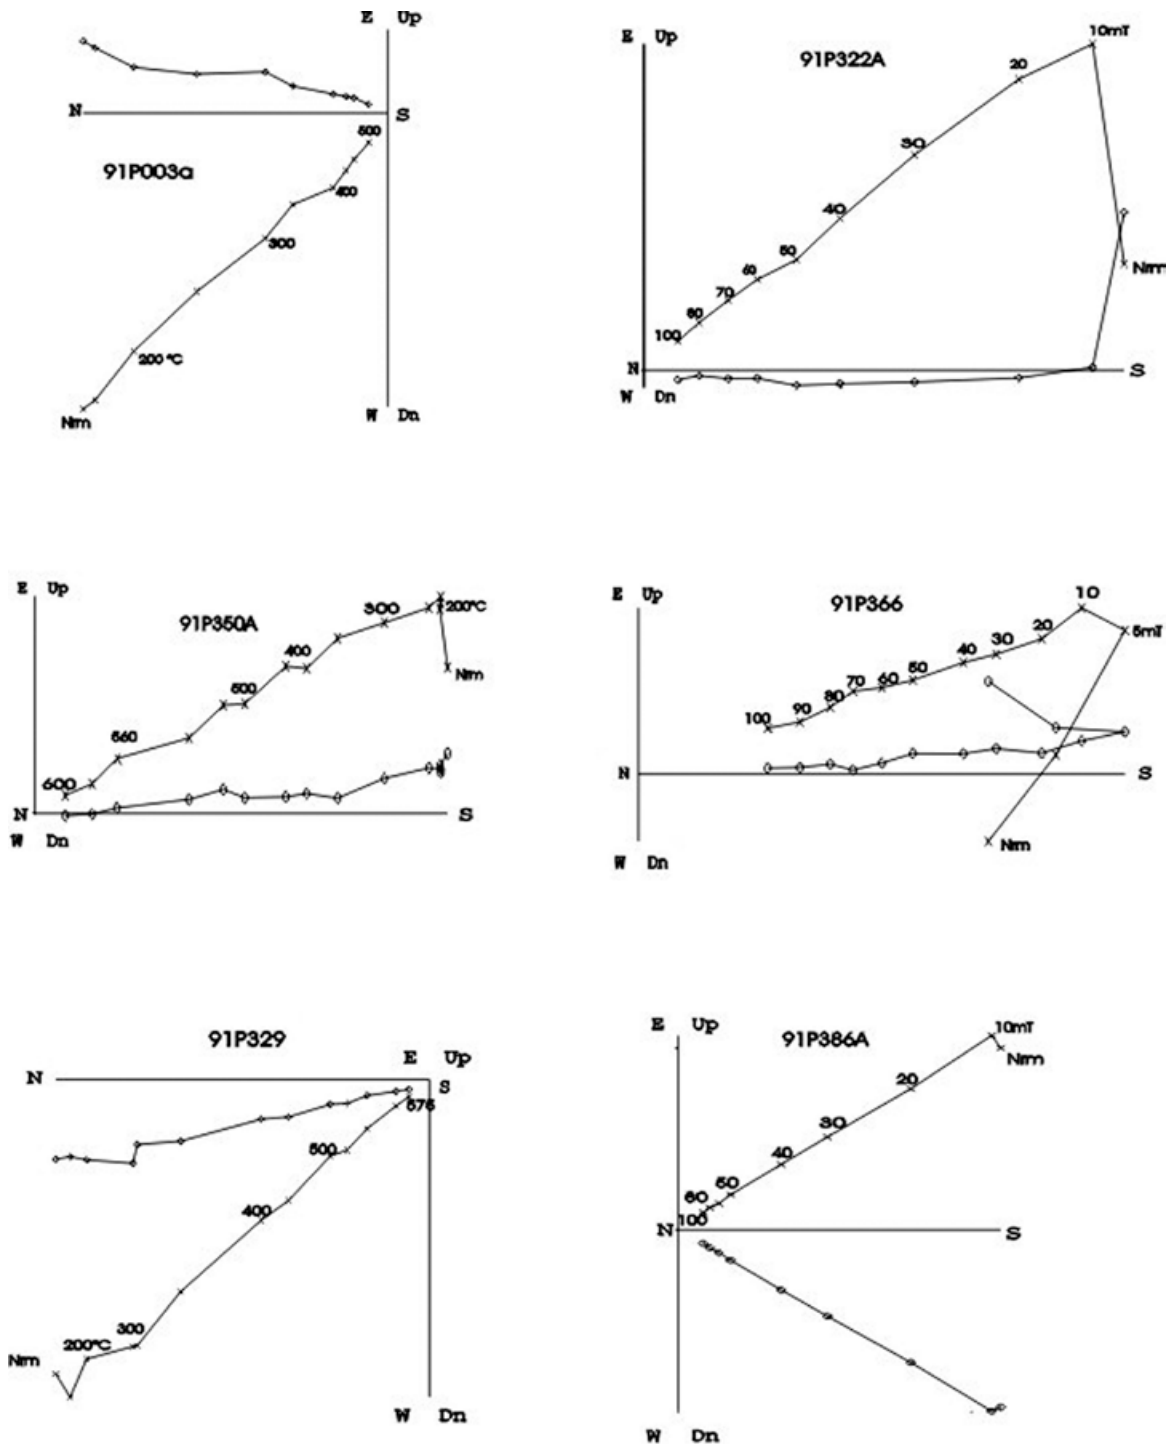 E Up
N S
500
91P003a
400
300
200 °C
Nrm
W Dn
10mT
E Up
91P322A
20
30
40
50
60
70
80
100
Nrm
N S
W Dn
E Up
91P350A
300
200°C
400
Nrm
500
560
600
N S
W Dn
E Up
91P366
10
5mT
20
30
40
50
60
70
80
90
100
N S
Nrm
W Dn
91P329
E Up
N S
575
500
400
300
200°C
Nrm
W Dn
E Up
10mT
91P386A
Nrm
20
30
40
50
60
100
N S
W Dn